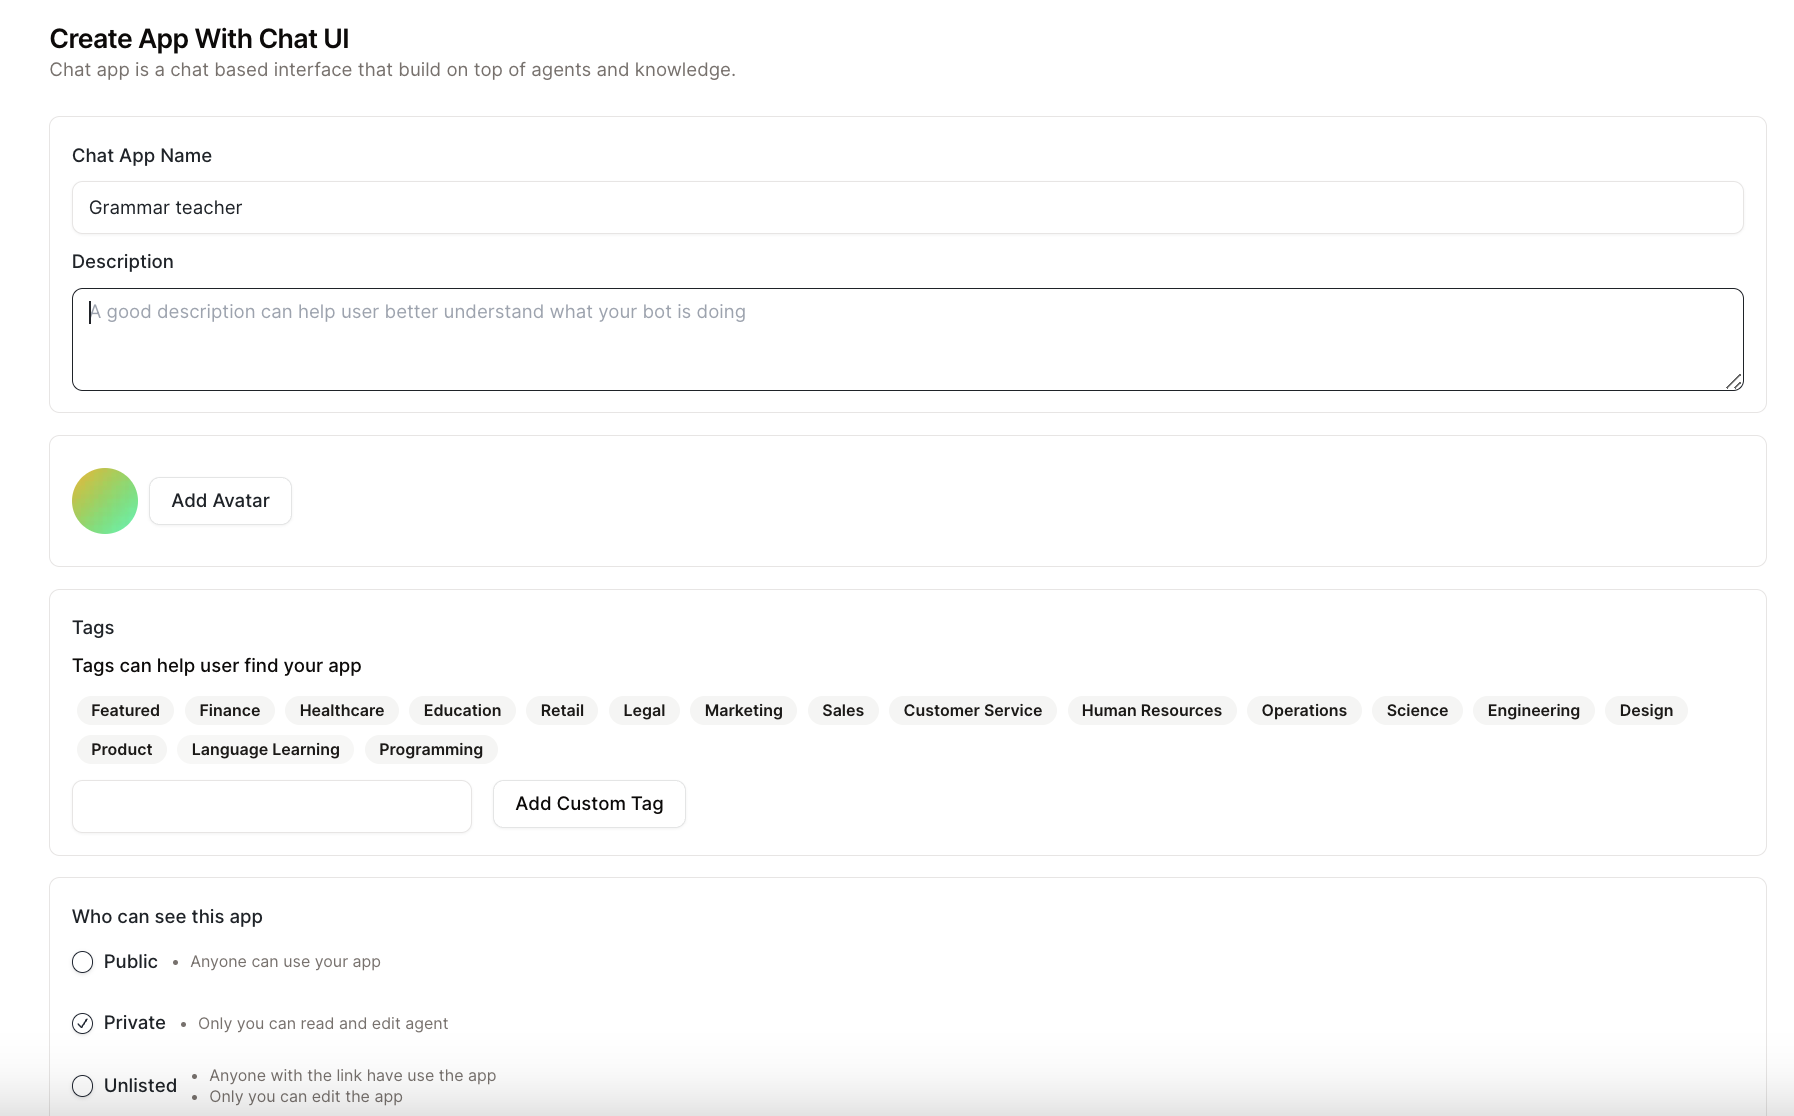 Create App With Chat UI
Chat app is a chat based interface that build on top of agents and knowledge.
Chat App Name
Grammar teacher
Description
A good description can help user better understand what your bot is doing
Add Avatar
Tags
Tags can help user find your app
Featured Finance Healthcare Education Retail Legal Marketing Sales Customer Service Human Resources Operations Science Engineering Design
Product Language Learning Programming
Add Custom Tag
Who can see this app
Public • Anyone can use your app
Private • Only you can read and edit agent
Unlisted • Anyone with the link have use the app
• Only you can edit the app